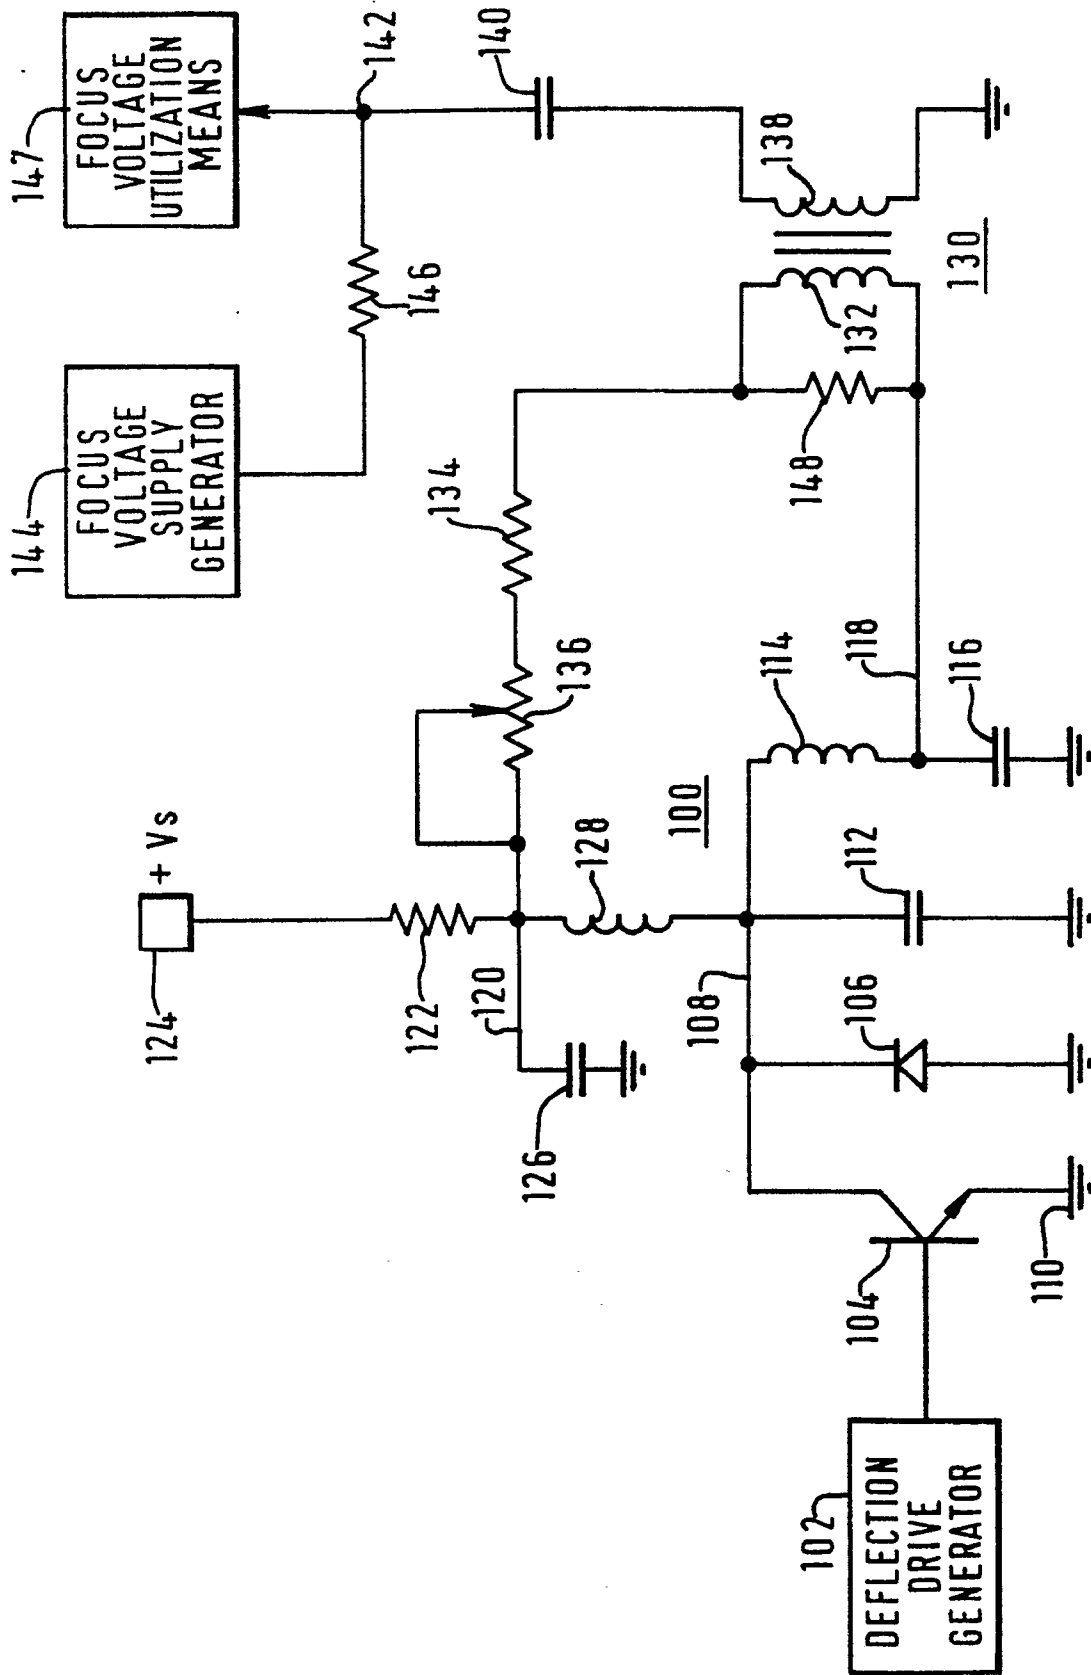 147
FOCUS
VOLTAGE
UTILIZATION
MEANS
142
140
144
FOCUS
VOLTAGE
SUPPLY
GENERATOR
146
138
130
132
148
134
136
+ Vs
124
122
120
126
128
100
114
118
116
108
112
106
104
110
102
DEFLECTION
DRIVE
GENERATOR